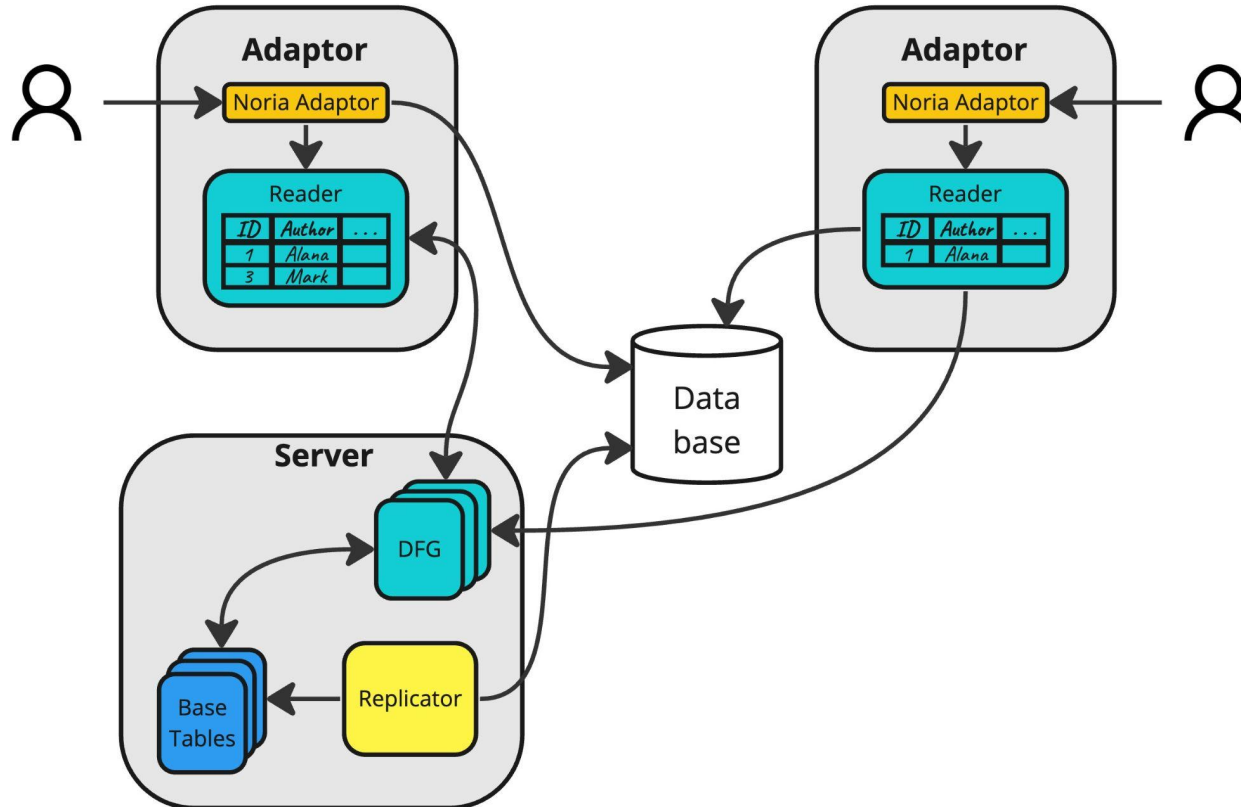 Adaptor
Noria Adaptor
Reader
ID Author ...
1 Alana
3 Mark
Adaptor
Noria Adaptor
Reader
ID Author ...
1 Alana
Data
base
Server
DFG
Base
Tables
Replicator